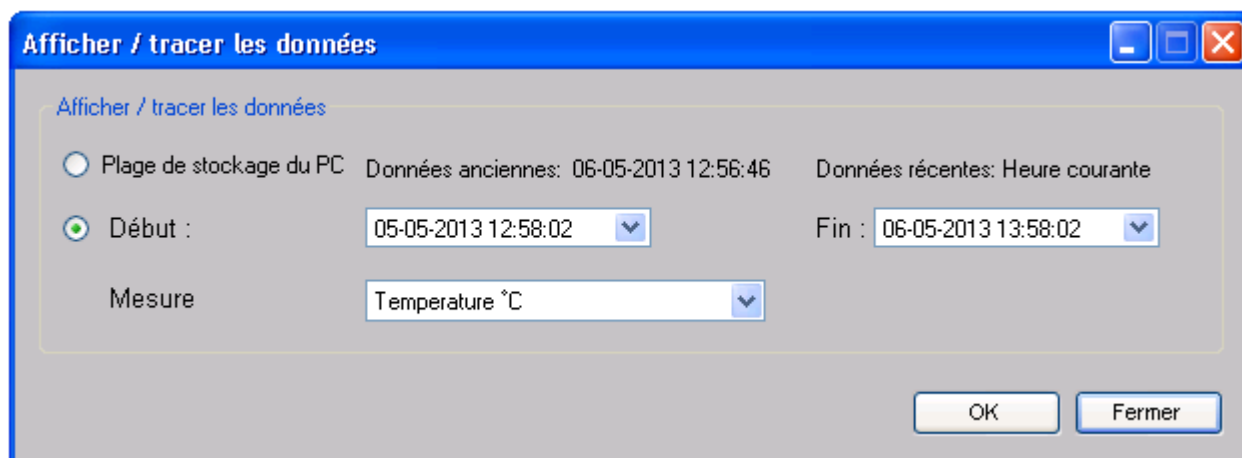 Afficher / tracer les données
Afficher / tracer les données
Plage de stockage du PC Données anciennes: 06-05-2013 12:56:46 Données récentes: Heure courante
Début : 05-05-2013 12:58:02 Fin : 06-05-2013 13:58:02
Mesure Temperature °C
OK Fermer